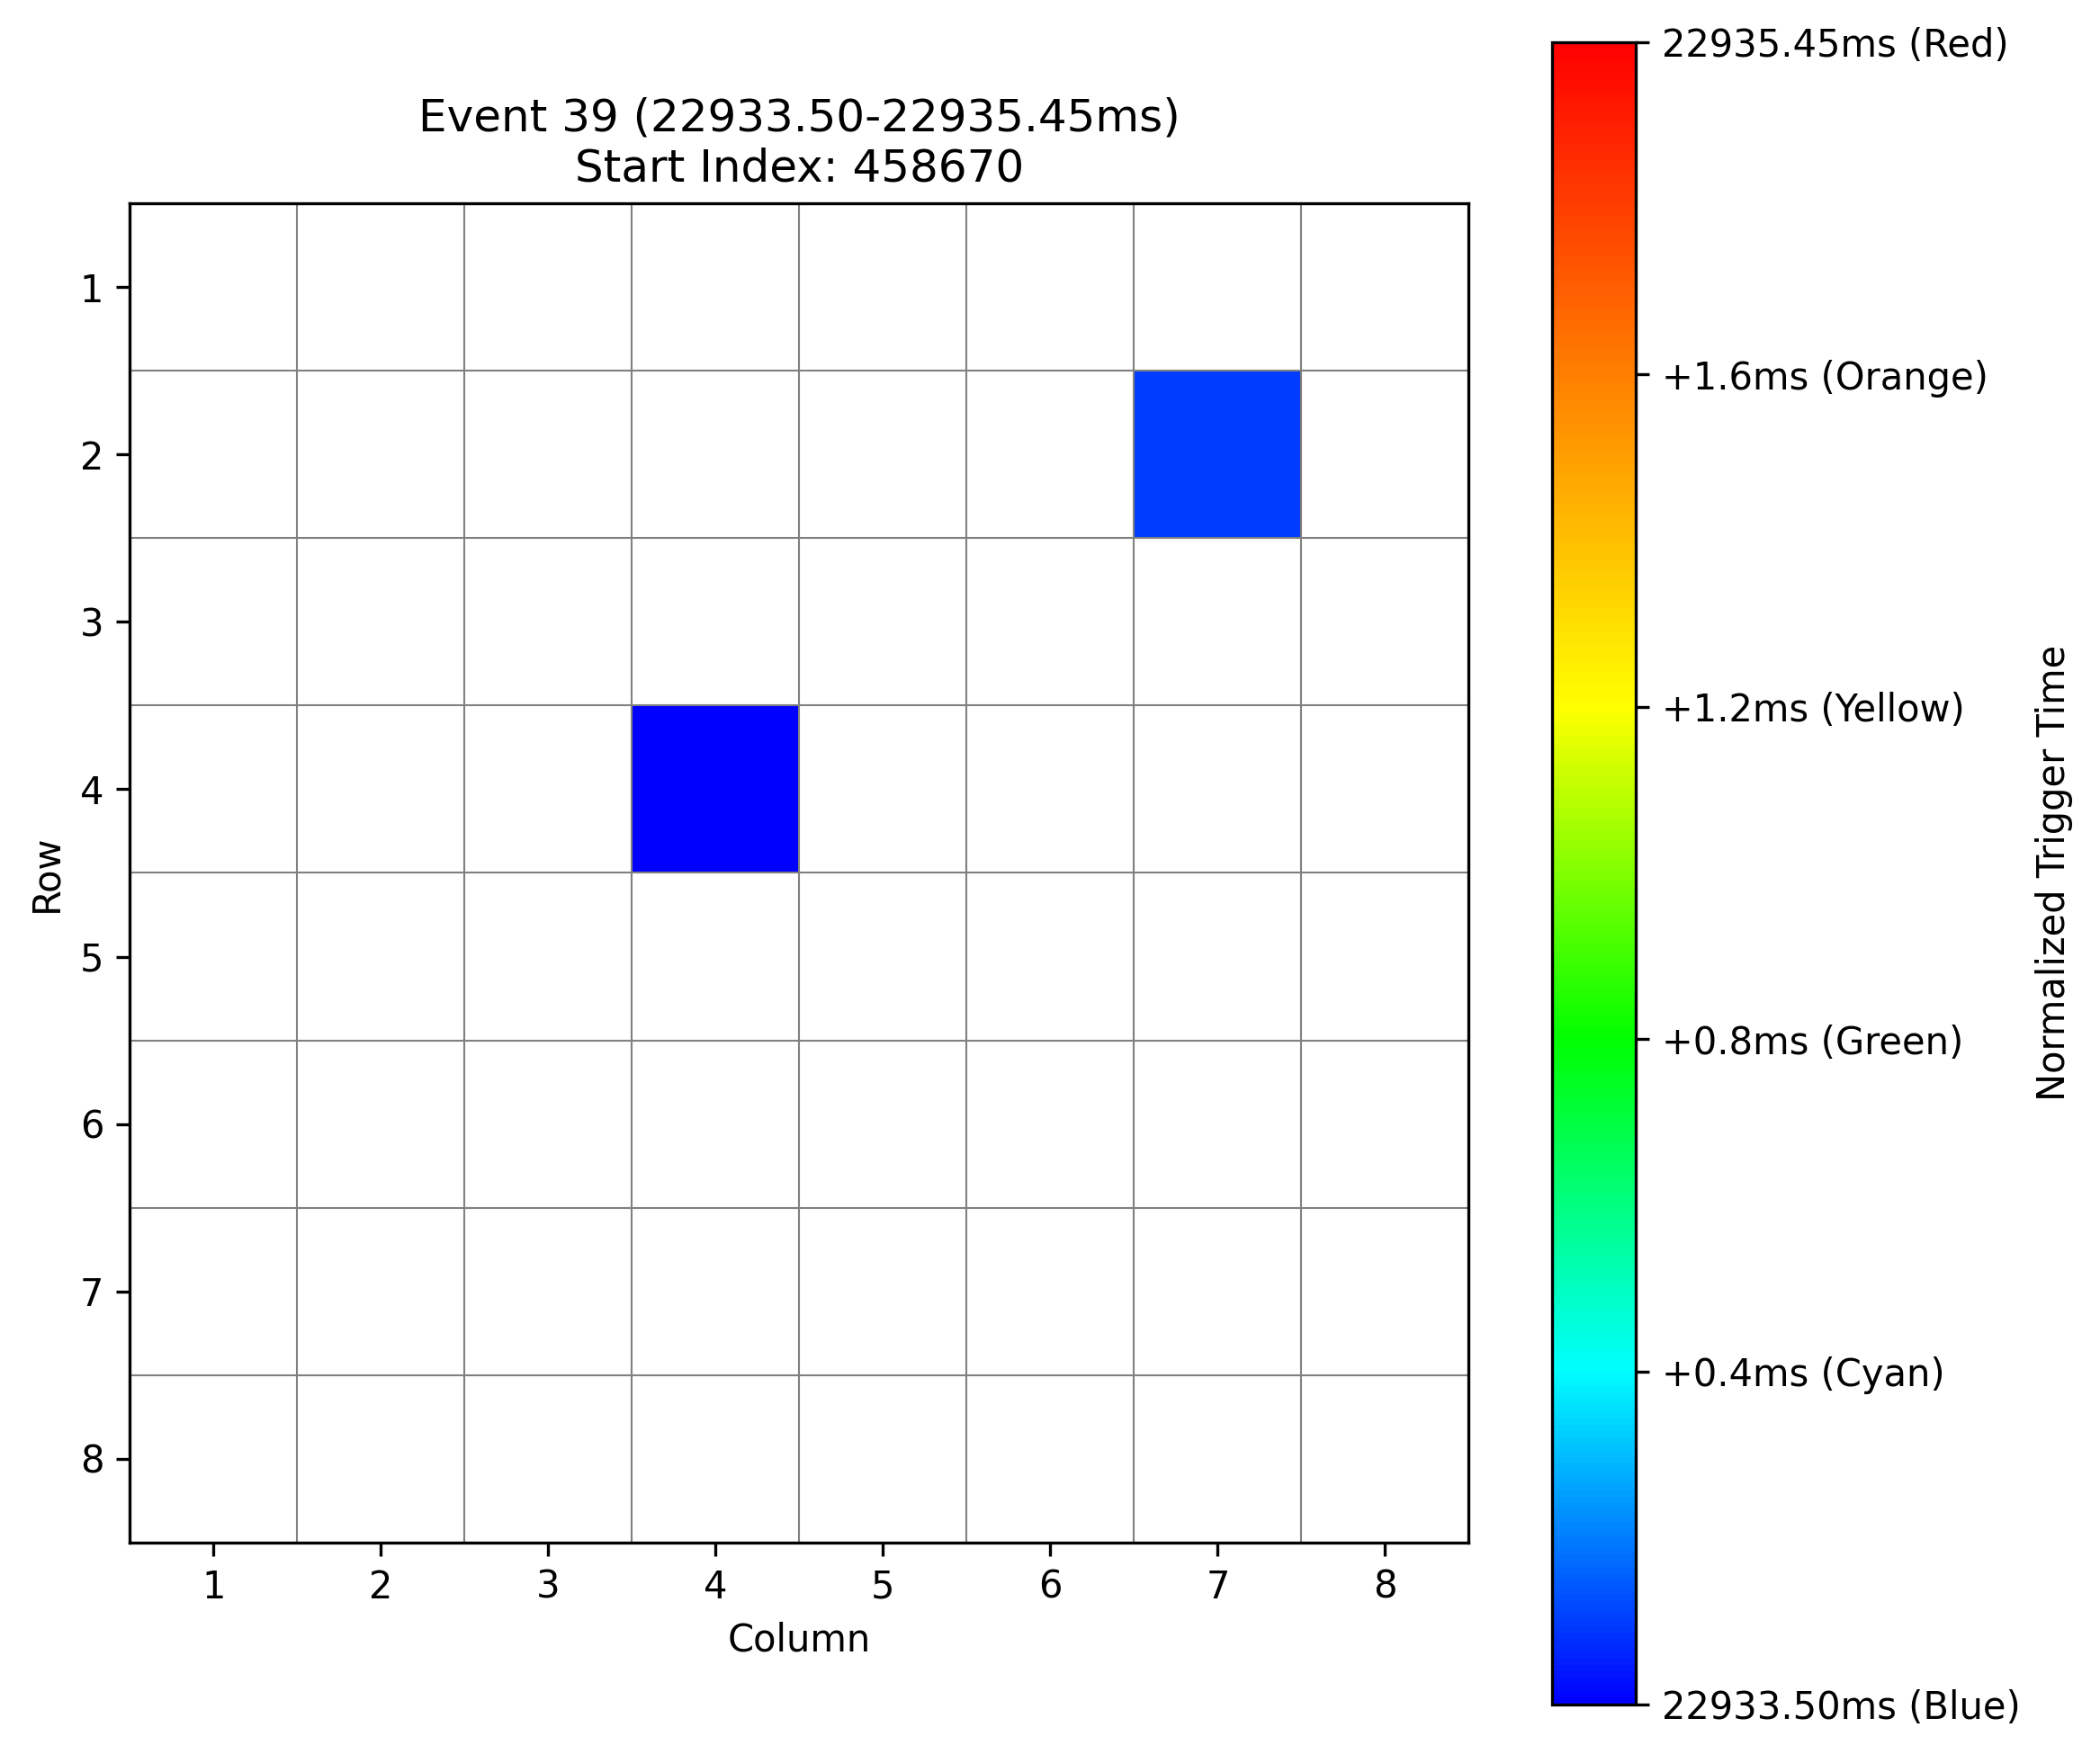 Event 39 (22933.50-22935.45ms)
Start Index: 458670
Row
1
2
3
4
5
6
7
8
1 2 3 4 5 6 7 8
Column
22935.45ms (Red)
+1.6ms (Orange)
+1.2ms (Yellow)
+0.8ms (Green)
+0.4ms (Cyan)
22933.50ms (Blue)
Normalized Trigger Time